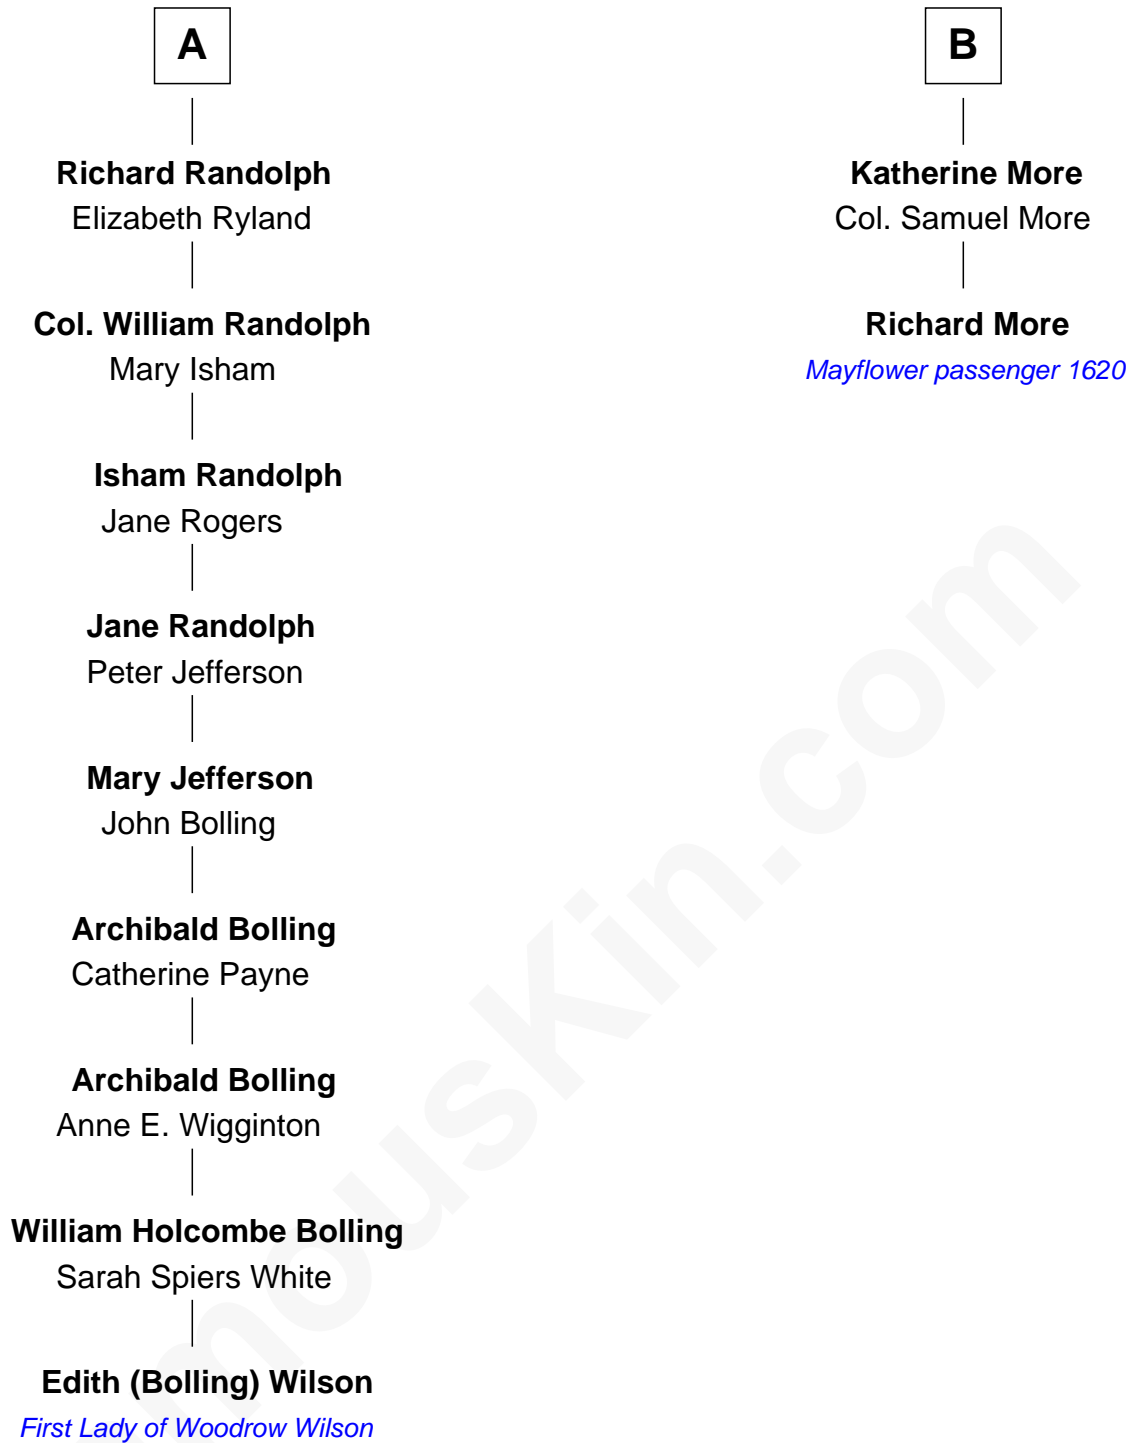 A
B
Richard Randolph
Elizabeth Ryland
Katherine More
Col. Samuel More
Col. William Randolph
Mary Isham
Richard More
Mayflower passenger 1620
Isham Randolph
Jane Rogers
Jane Randolph
Peter Jefferson
Mary Jefferson
John Bolling
Archibald Bolling
Catherine Payne
Archibald Bolling
Anne E. Wigginton
William Holcombe Bolling
Sarah Spiers White
Edith (Bolling) Wilson
First Lady of Woodrow Wilson
mouskin.com